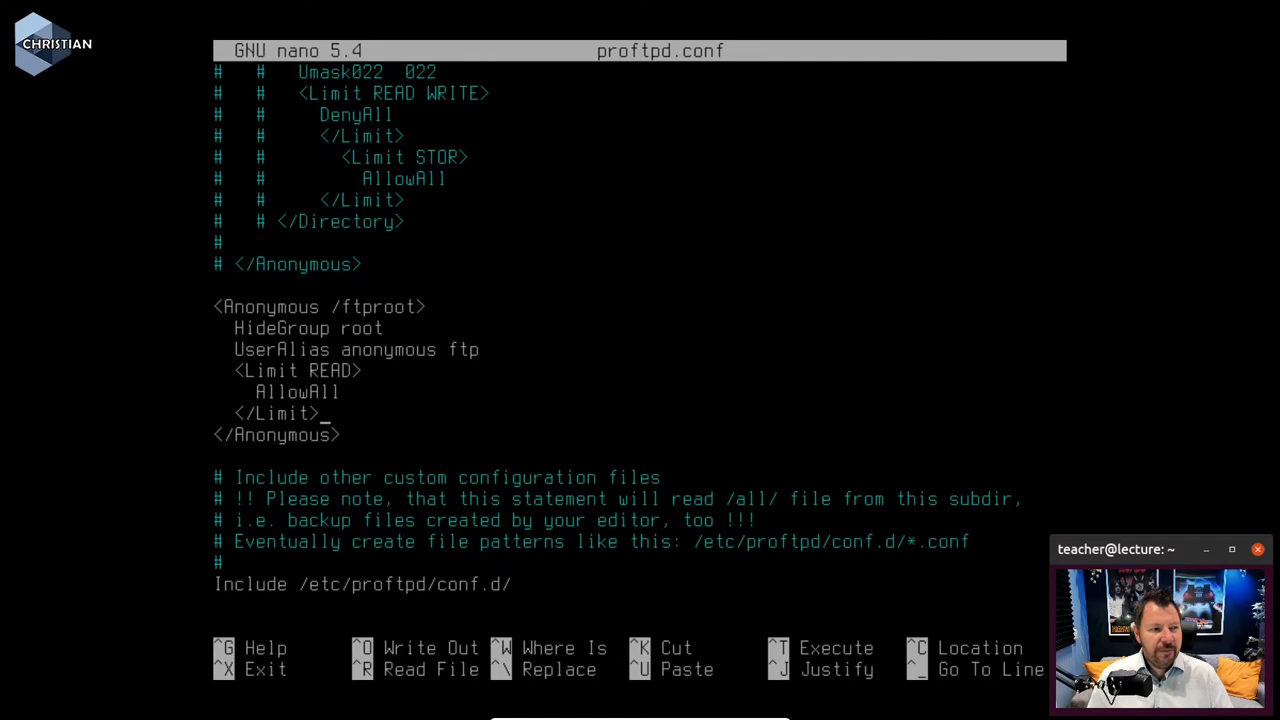 CHRISTIAN
GNU nano 5.4 proftpd.conf
# # Umask022 022
# # <Limit READ WRITE>
# # DenyAll
# # </Limit>
# # <Limit STOR>
# # AllowAll
# # </Limit>
# # </Directory>
#
# </Anonymous>
<Anonymous /ftproot>
HideGroup root
UserAlias anonymous ftp
<Limit READ>
AllowAll
</Limit>_
</Anonymous>
# Include other custom configuration files
# !! Please note, that this statement will read /all/ file from this subdir,
# i.e. backup files created by your editor, too !!!
# Eventually create file patterns like this: /etc/proftpd/conf.d/*.conf
#
Include /etc/proftpd/conf.d/
teacher@lecture: ~
^G Help ^O Write Out ^W Where Is ^K Cut ^T Execute ^C Location
^X Exit ^R Read File ^\ Replace ^U Paste ^J Justify ^_ Go To Line